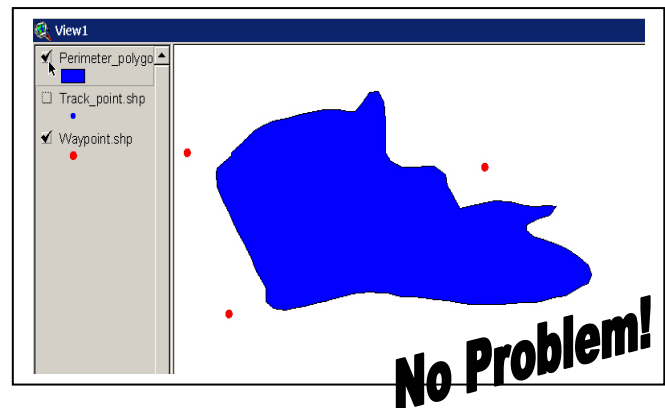 View1
Perimeter_polygo
Track_point.shp
Waypoint.shp
No Problem!